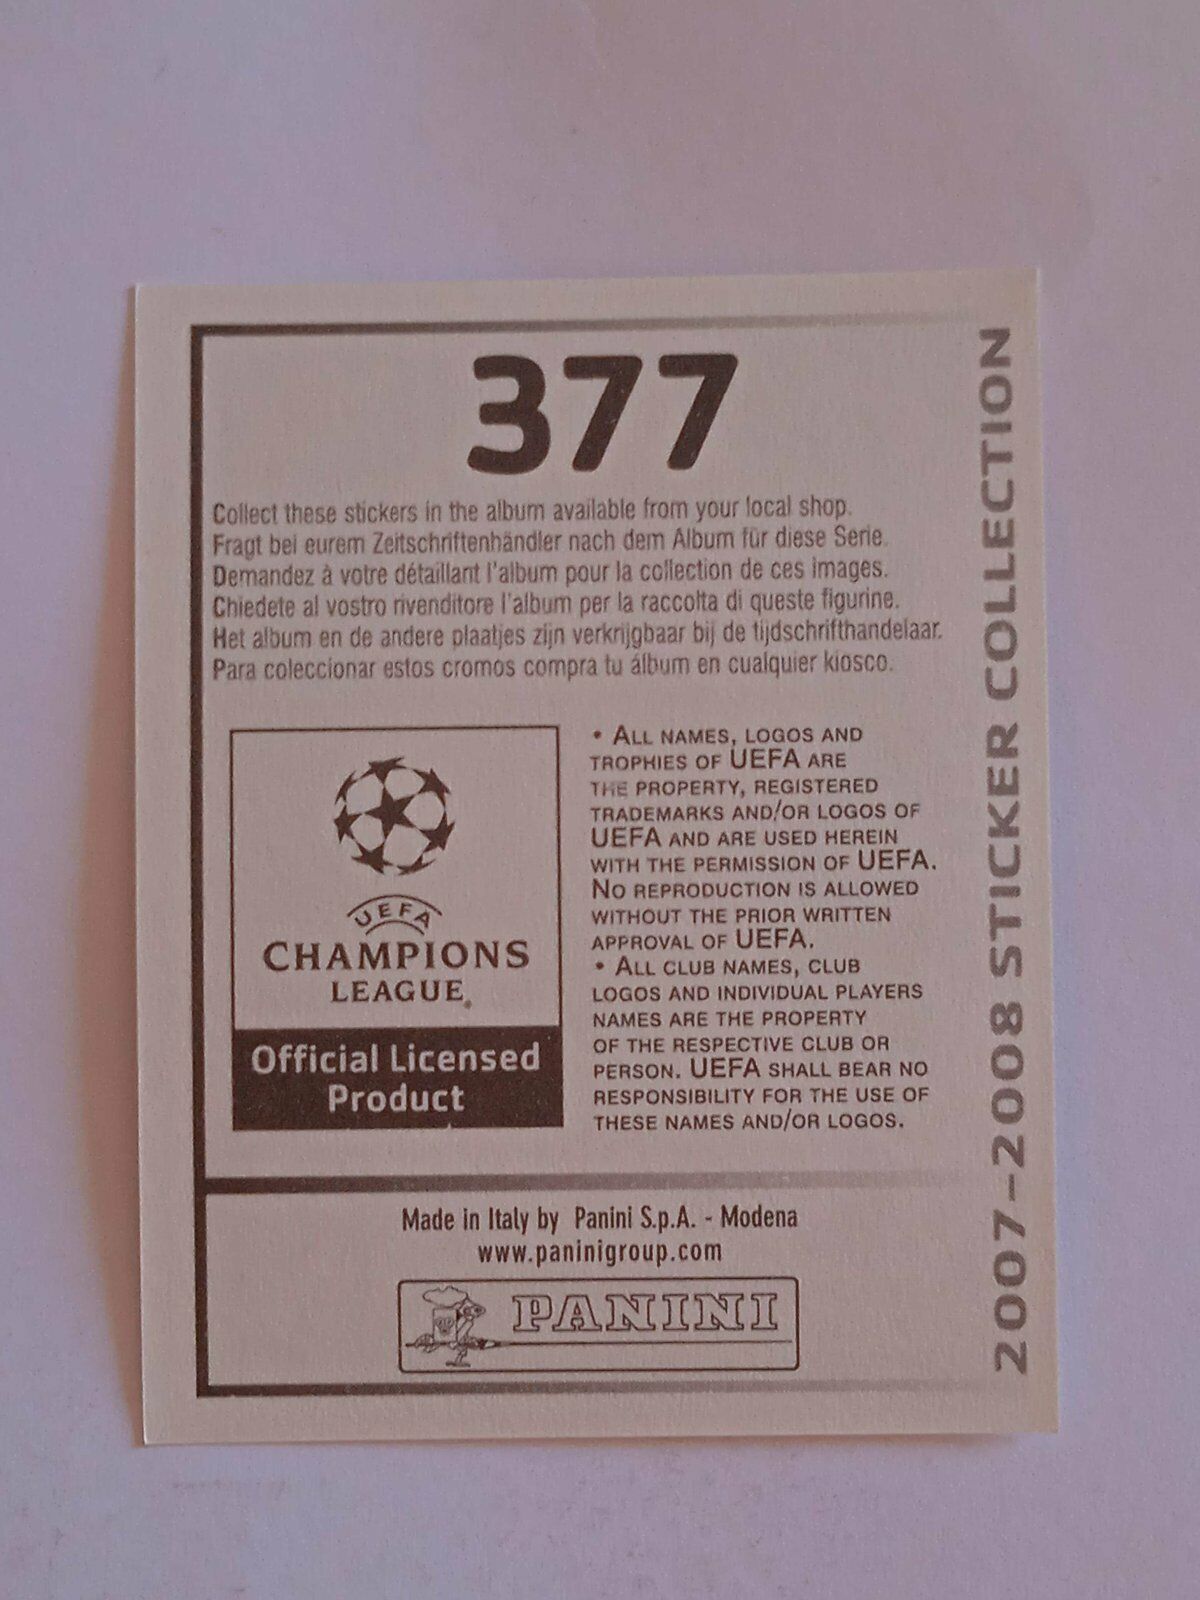 377
Collect these stickers in the album available from your local shop.
Fragt bei eurem Zeitschriftenhändler nach dem Album für diese Serie.
Demandez à votre détaillant l'album pour la collection de ces images.
Chiedete al vostro rivenditore l'album per la raccolta di queste figurine.
Het album en de andere plaatjes zijn verkrijgbaar bij de tijdschrifthandelaar.
Para coleccionar estos cromos compra tu álbum en cualquier kiosco.
UEFA
CHAMPIONS
LEAGUE®
Official Licensed
Product
• ALL NAMES, LOGOS AND
TROPHIES OF UEFA ARE
THE PROPERTY, REGISTERED
TRADEMARKS AND/OR LOGOS OF
UEFA AND ARE USED HEREIN
WITH THE PERMISSION OF UEFA.
NO REPRODUCTION IS ALLOWED
WITHOUT THE PRIOR WRITTEN
APPROVAL OF UEFA.
• ALL CLUB NAMES, CLUB
LOGOS AND INDIVIDUAL PLAYERS
NAMES ARE THE PROPERTY
OF THE RESPECTIVE CLUB OR
PERSON. UEFA SHALL BEAR NO
RESPONSIBILITY FOR THE USE OF
THESE NAMES AND/OR LOGOS.
Made in Italy by Panini S.p.A. - Modena
www.paninigroup.com
PANINI
2007-2008 STICKER COLLECTION